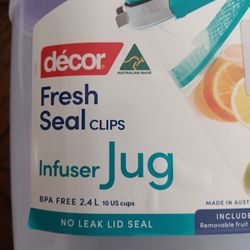 décor
AUSTRALIAN MADE
Fresh
Seal CLIPS
Infuser Jug
BPA FREE 2.4 L 10 US cups
NO LEAK LID SEAL
MADE IN AUST
INCLUDE
Removable fruit